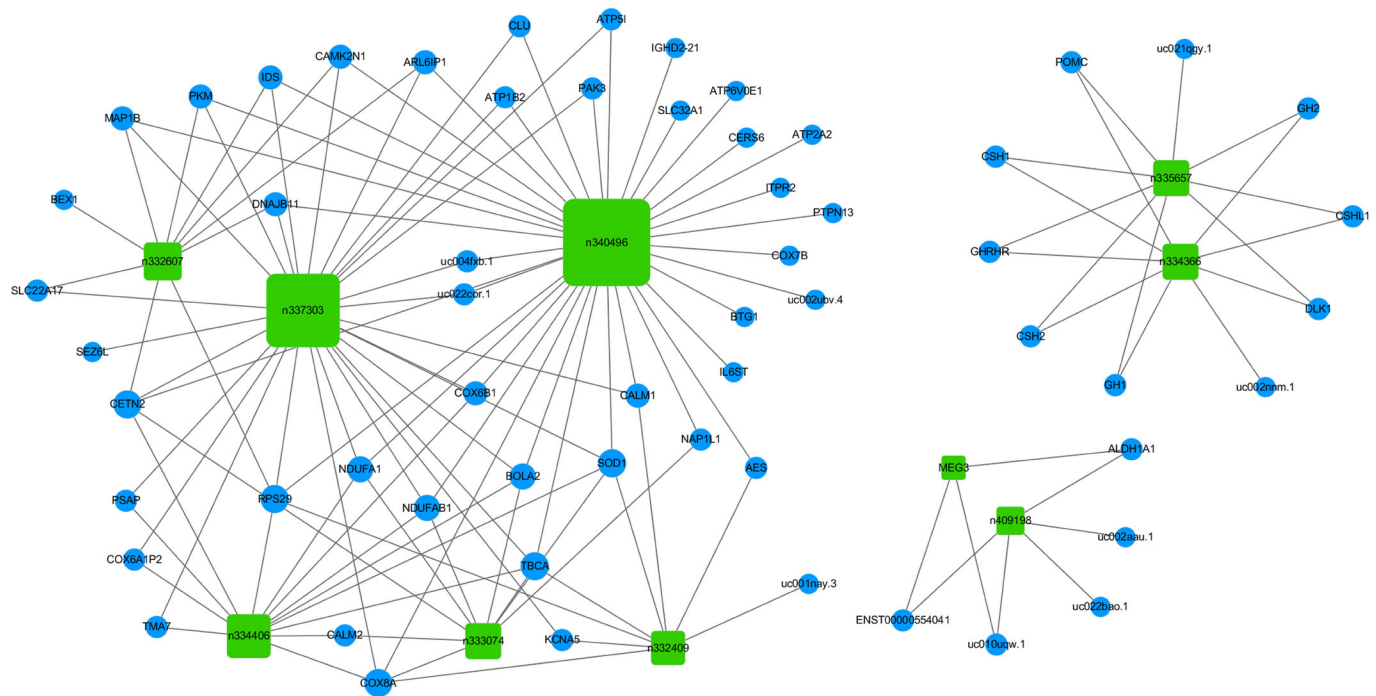 CLU
ATP5I
IGHD2-21
CAMK2N1
ARL6IP1
IDS
PKM
ATP1B2
PAK3
ATP6V0E1
SLC32A1
MAP1B
CERS6
ATP2A2
ITPR2
BEX1
DNAJB11
PTPN13
n340496
COX7B
n332607
uc004fxb.1
SLC22A17
uc022cor.1
uc002ubv.4
n337303
BTG1
SEZ6L
IL6ST
CETN2
COX6B1
CALM1
NAP1L1
NDUFA1
BOLA2
SOD1
AES
PSAP
RPS29
NDUFAB1
COX6A1P2
TBCA
uc001nay.3
TMA7
n334406
CALM2
n333074
KCNA5
n332409
COX8A
uc021qgy.1
POMC
GH2
CSH1
n335657
CSHL1
GHRHR
n334366
DLK1
CSH2
GH1
uc002nnm.1
ALDH1A1
MEG3
n409198
uc002aau.1
uc022bao.1
ENST00000554041
uc010uqw.1